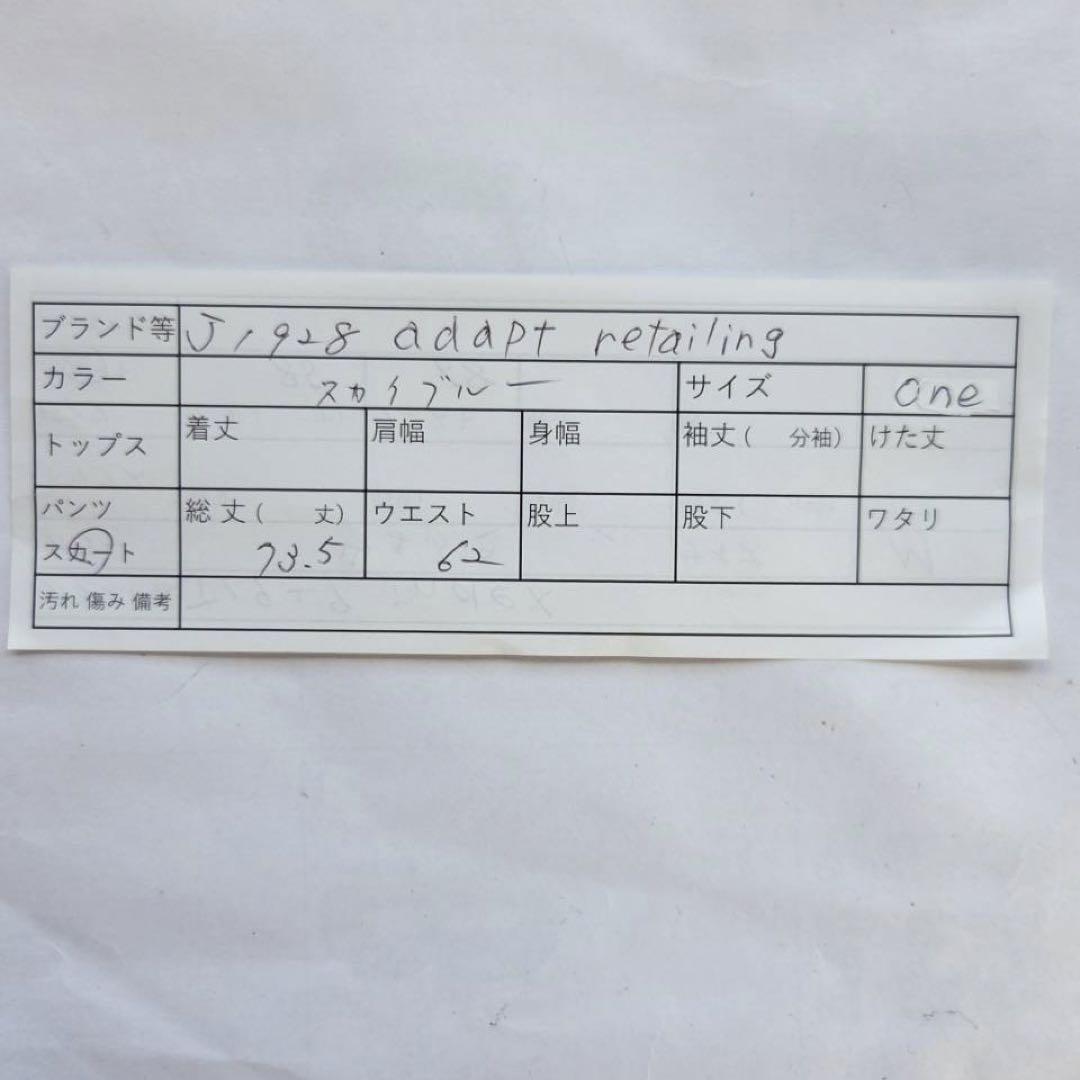 ブランド等 J1928 adapt retailing
カラー スカイブルー サイズ one
トップス 着丈 肩幅 身幅 袖丈( 分袖) けた丈
パンツ 総丈( 丈) ウエスト 股上 股下 ワタリ
スカート 73.5 62
汚れ 傷み 備考